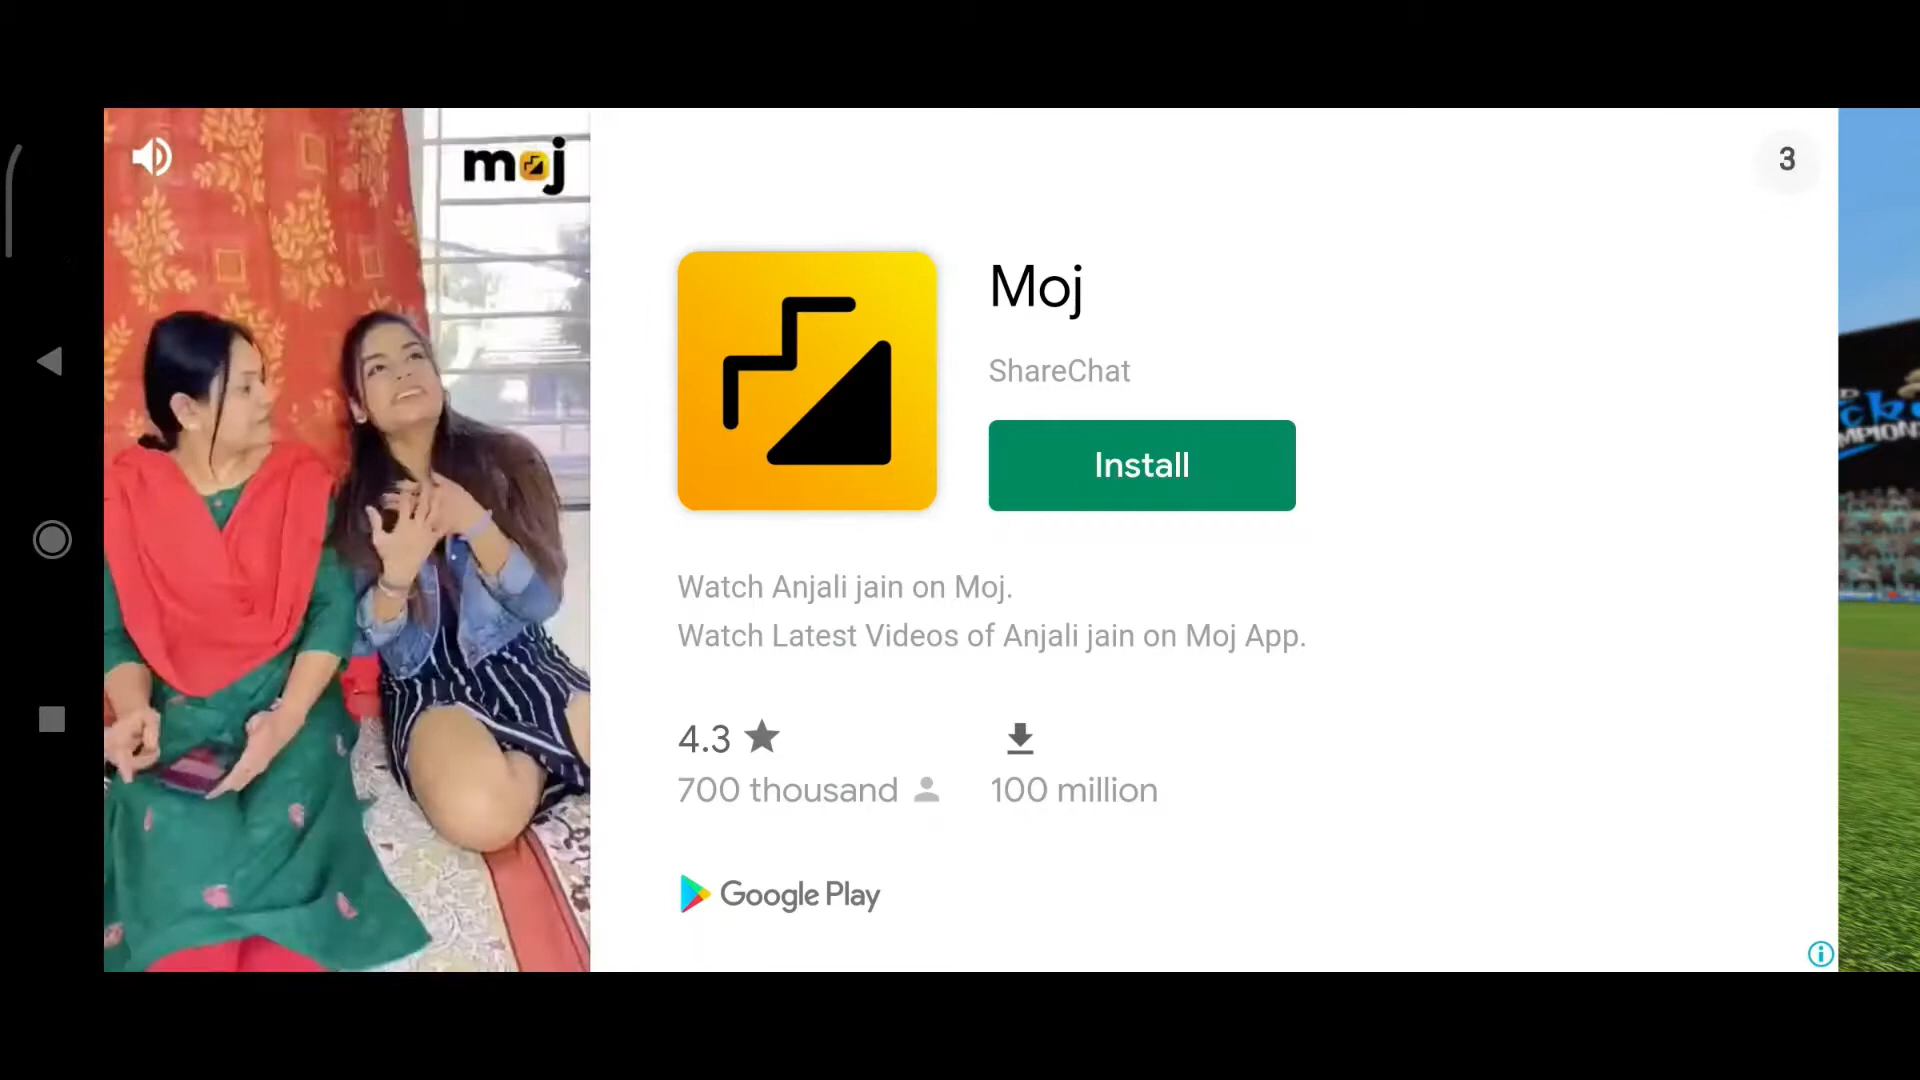 moj
3
Moj
ShareChat
Install
Watch Anjali jain on Moj.
Watch Latest Videos of Anjali jain on Moj App.
4.3
700 thousand
100 million
Google Play